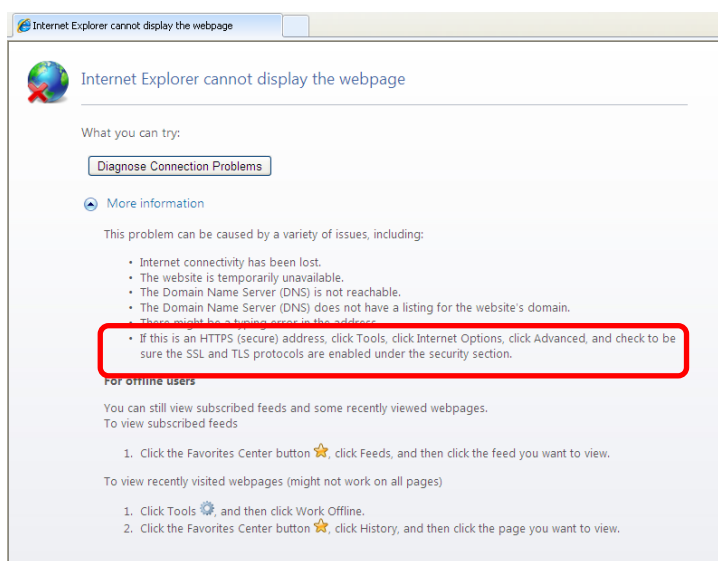 Internet Explorer cannot display the webpage
Internet Explorer cannot display the webpage
What you can try:
Diagnose Connection Problems
More information
This problem can be caused by a variety of issues, including:
• Internet connectivity has been lost.
• The website is temporarily unavailable.
• The Domain Name Server (DNS) is not reachable.
• The Domain Name Server (DNS) does not have a listing for the website's domain.
• There might be a typing error in the address.
• If this is an HTTPS (secure) address, click Tools, click Internet Options, click Advanced, and check to be
sure the SSL and TLS protocols are enabled under the security section.
For offline users
You can still view subscribed feeds and some recently viewed webpages.
To view subscribed feeds
1. Click the Favorites Center button , click Feeds, and then click the feed you want to view.
To view recently visited webpages (might not work on all pages)
1. Click Tools , and then click Work Offline.
2. Click the Favorites Center button , click History, and then click the page you want to view.